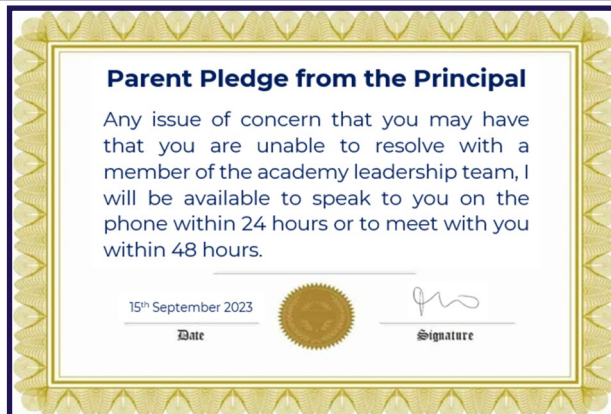 Parent Pledge from the Principal
Any issue of concern that you may have
that you are unable to resolve with a
member of the academy leadership team, I
will be available to speak to you on the
phone within 24 hours or to meet with you
within 48 hours.
15th September 2023
Date
Signature